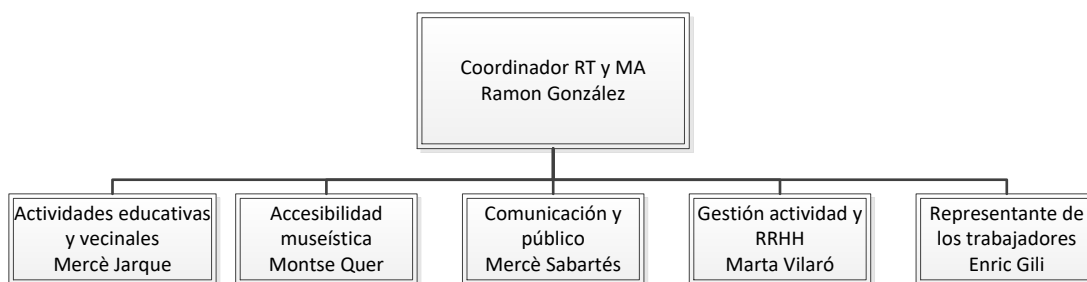 Coordinador RT y MA
Ramon González
Actividades educativas
y vecinales
Mercè Jarque
Accesibilidad
museística
Montse Quer
Comunicación y
público
Mercè Sabartés
Gestión actividad y
RRHH
Marta Vilaró
Representante de
los trabajadores
Enric Gili